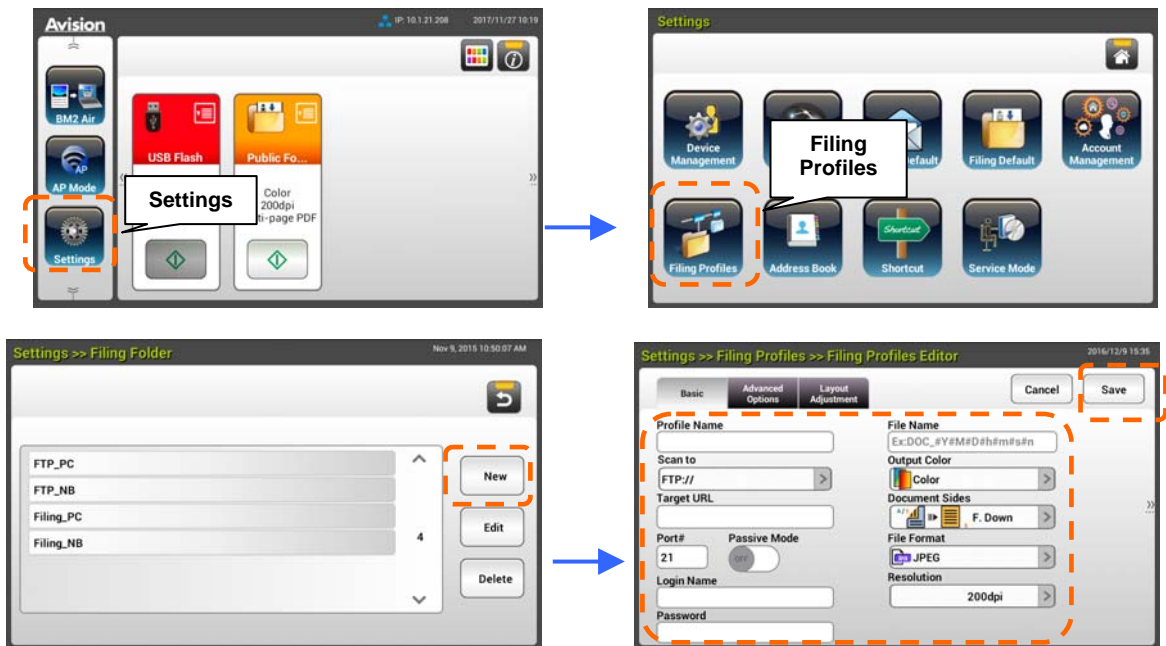 Avision
IP: 10.1.21.208 2017/11/27 10:19
BM2 Air
AP
AP Mode
Settings
USB Flash
Public Fo...
Color
200dpi
ti-page PDF
Settings
Settings
Device
Management
efault
Filing Default
Account
Management
Filing
Profiles
Filing Profiles
Address Book
Shortcut
Shortcut
Service Mode
Settings >> Filing Folder
Nov 9, 2015 10:50:07 AM
FTP_PC
FTP_NB
Filing_PC
Filing_NB
4
New
Edit
Delete
Settings >> Filing Profiles >> Filing Profiles Editor
2016/12/9 15:35
Basic
Advanced
Options
Layout
Adjustment
Cancel
Save
Profile Name
Scan to
FTP://
Target URL
Port#
Passive Mode
21
OFF
Login Name
Password
File Name
Ex:DOC_#Y#M#D#h#m#s#n
Output Color
Color
Document Sides
F. Down
File Format
JPEG
Resolution
200dpi